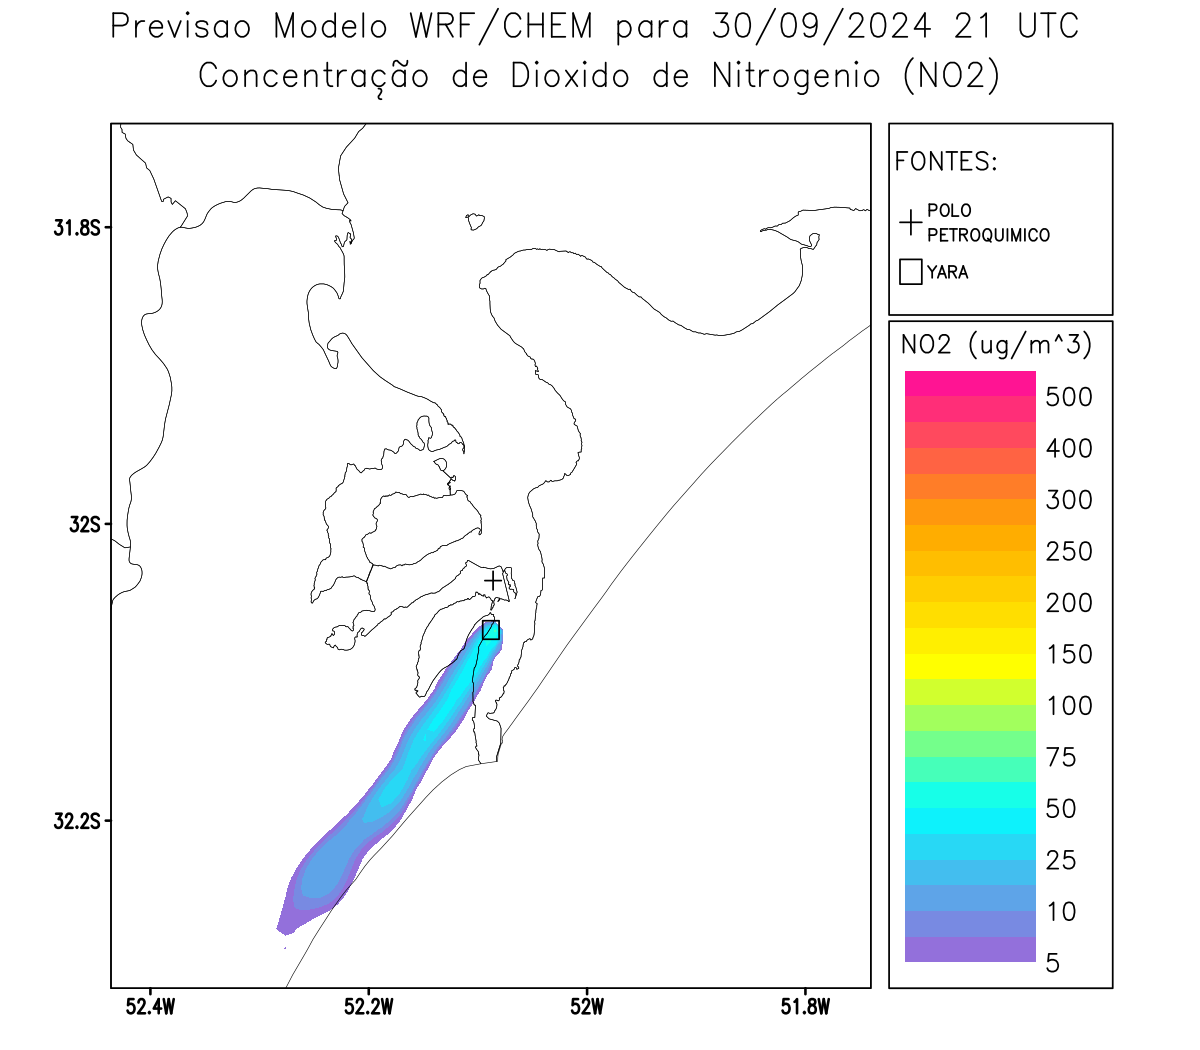 Previsao Modelo WRF/CHEM para 30/09/2024 21 UTC
Concentração de Dioxido de Nitrogenio (NO2)
FONTES:
POLO
PETROQUIMICO
YARA
NO2 (ug/m^3)
500
400
300
250
200
150
100
75
50
25
10
5
31.8S
32S
32.2S
52.4W
52.2W
52W
51.8W